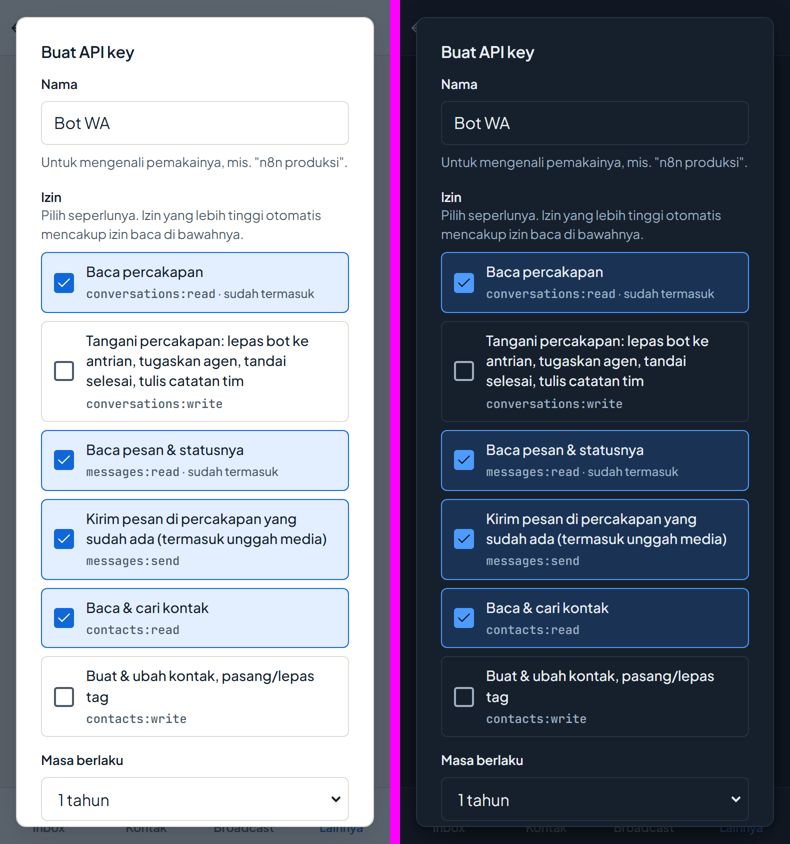 Buat API key
Nama
Bot WA
Untuk mengenali pemakainya, mis. "n8n produksi".
Izin
Pilih seperlunya. Izin yang lebih tinggi otomatis
mencakup izin baca di bawahnya.
Baca percakapan
conversations:read · sudah termasuk
Tangani percakapan: lepas bot ke
antrian, tugaskan agen, tandai
selesai, tulis catatan tim
conversations:write
Baca pesan & statusnya
messages:read · sudah termasuk
Kirim pesan di percakapan yang
sudah ada (termasuk unggah media)
messages:send
Baca & cari kontak
contacts:read
Buat & ubah kontak, pasang/lepas
tag
contacts:write
Masa berlaku
1 tahun
Inbox Kontak Broadcast Lainnya
Buat API key
Nama
Bot WA
Untuk mengenali pemakainya, mis. "n8n produksi".
Izin
Pilih seperlunya. Izin yang lebih tinggi otomatis
mencakup izin baca di bawahnya.
Baca percakapan
conversations:read · sudah termasuk
Tangani percakapan: lepas bot ke
antrian, tugaskan agen, tandai
selesai, tulis catatan tim
conversations:write
Baca pesan & statusnya
messages:read · sudah termasuk
Kirim pesan di percakapan yang
sudah ada (termasuk unggah media)
messages:send
Baca & cari kontak
contacts:read
Buat & ubah kontak, pasang/lepas
tag
contacts:write
Masa berlaku
1 tahun
Inbox Kontak Broadcast Lainnya